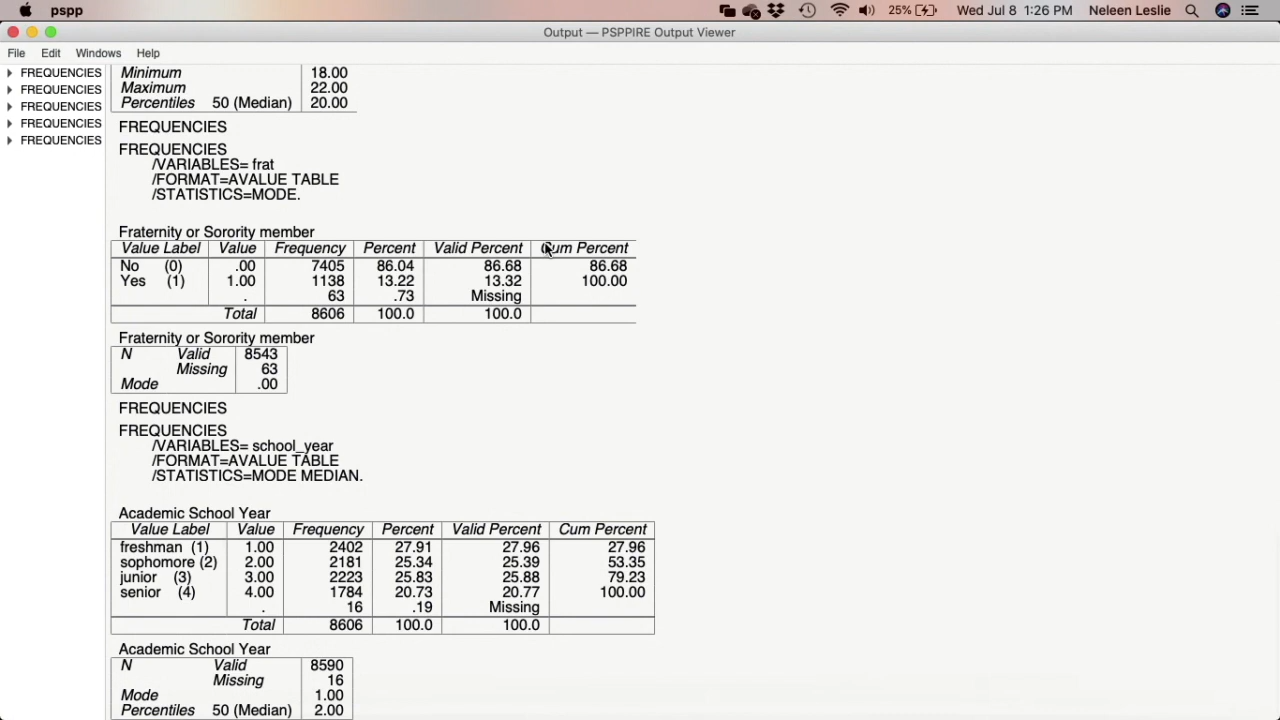 pspp 25% Wed Jul 8 1:26 PM Neleen Leslie
Output — PSPPIRE Output Viewer
File Edit Windows Help
FREQUENCIES
FREQUENCIES
FREQUENCIES
FREQUENCIES
FREQUENCIES
Minimum 18.00
Maximum 22.00
Percentiles 50 (Median) 20.00
FREQUENCIES
FREQUENCIES
/VARIABLES= frat
/FORMAT=AVALUE TABLE
/STATISTICS=MODE.
Fraternity or Sorority member
Value Label Value Frequency Percent Valid Percent Cum Percent
No (0) .00 7405 86.04 86.68 86.68
Yes (1) 1.00 1138 13.22 13.32 100.00
. 63 .73 Missing
Total 8606 100.0 100.0
Fraternity or Sorority member
N Valid 8543
Missing 63
Mode .00
FREQUENCIES
FREQUENCIES
/VARIABLES= school_year
/FORMAT=AVALUE TABLE
/STATISTICS=MODE MEDIAN.
Academic School Year
Value Label Value Frequency Percent Valid Percent Cum Percent
freshman (1) 1.00 2402 27.91 27.96 27.96
sophomore (2) 2.00 2181 25.34 25.39 53.35
junior (3) 3.00 2223 25.83 25.88 79.23
senior (4) 4.00 1784 20.73 20.77 100.00
. 16 .19 Missing
Total 8606 100.0 100.0
Academic School Year
N Valid 8590
Missing 16
Mode 1.00
Percentiles 50 (Median) 2.00